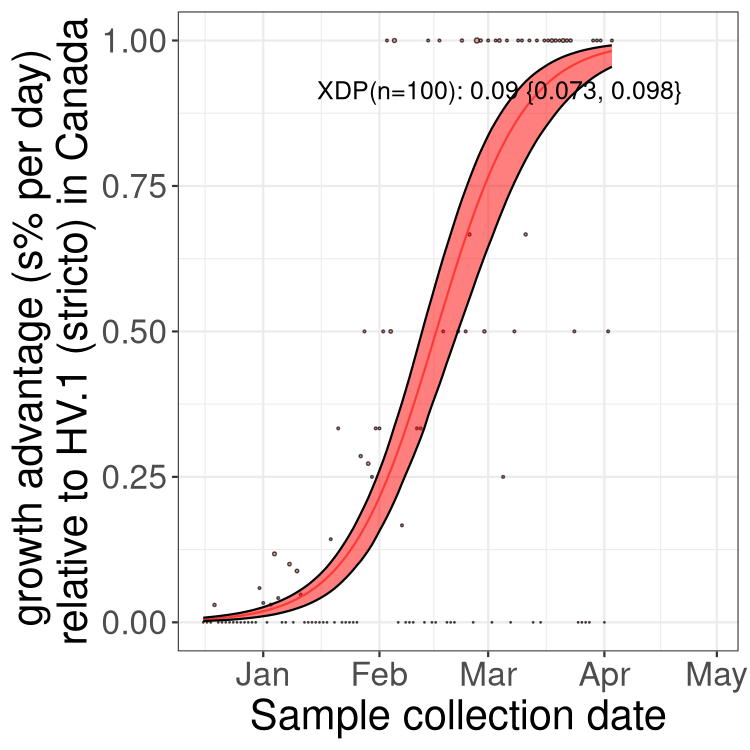 growth advantage (s% per day)
relative to HV.1 (stricto) in Canada
1.00
0.75
0.50
0.25
0.00
XDP(n=100): 0.09 {0.073, 0.098}
Jan Feb Mar Apr May
Sample collection date